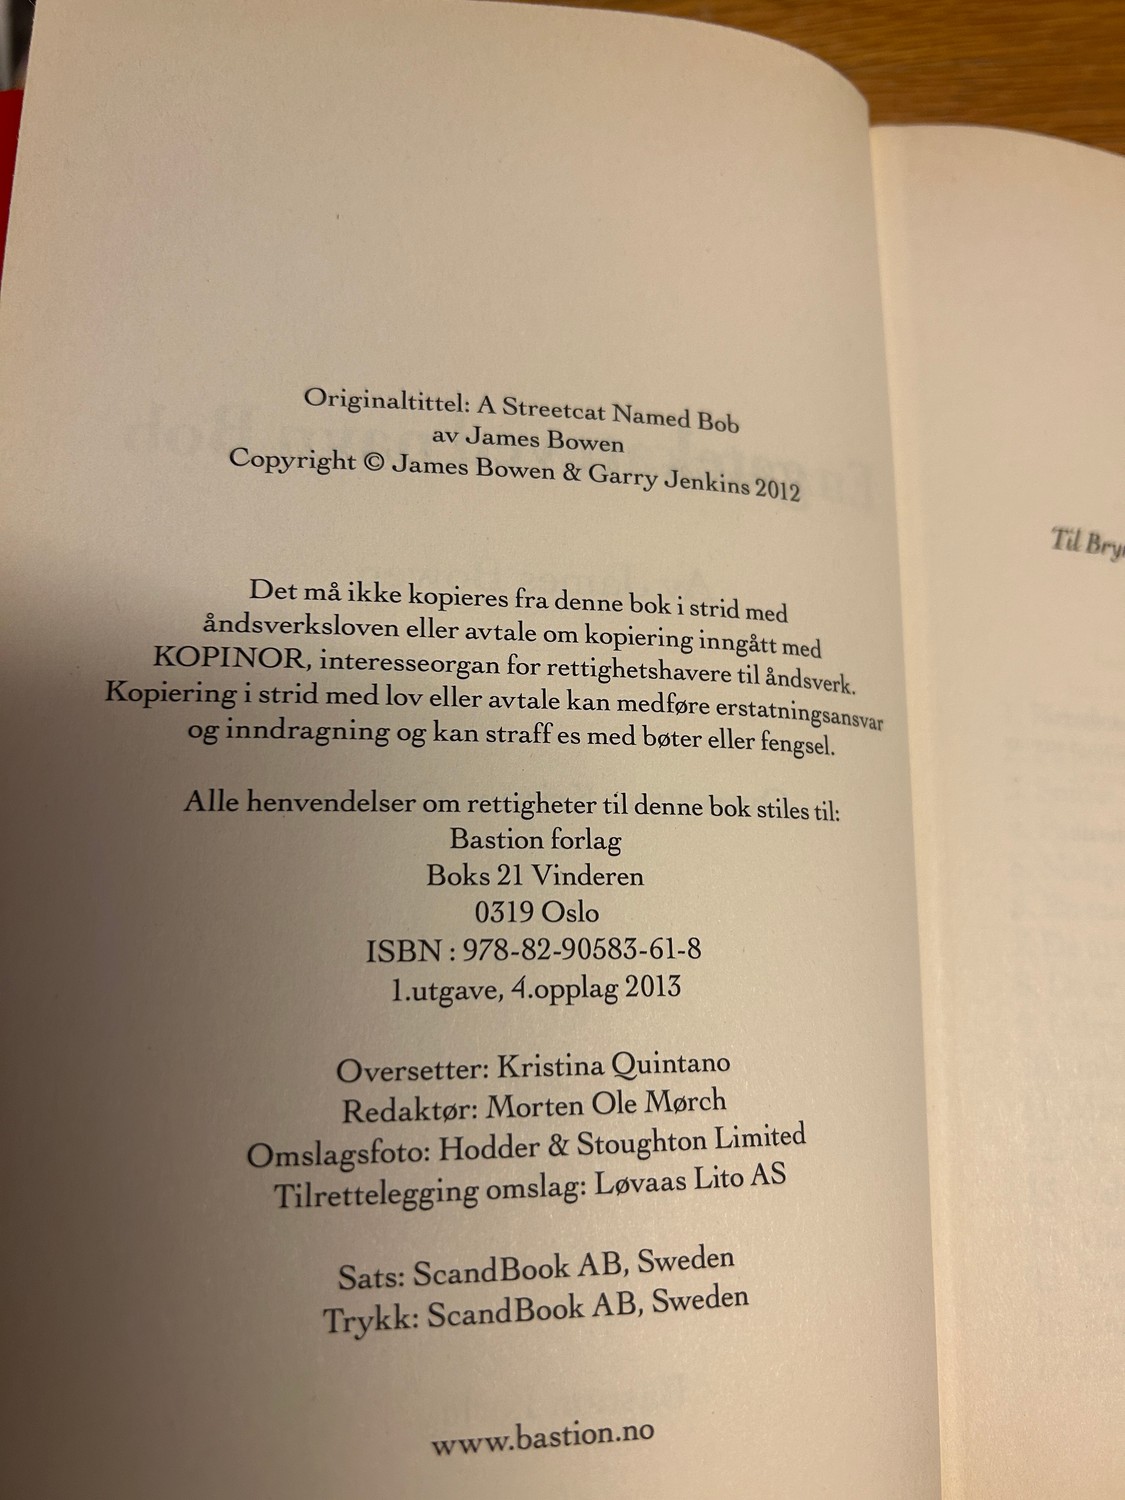 Originaltittel: A Streetcat Named Bob
av James Bowen
Copyright © James Bowen & Garry Jenkins 2012
Det må ikke kopieres fra denne bok i strid med
åndsverksloven eller avtale om kopiering inngått med
KOPINOR, interesseorgan for rettighetshavere til åndsverk.
Kopiering i strid med lov eller avtale kan medføre erstatningsansvar
og inndragning og kan straff es med bøter eller fengsel.
Alle henvendelser om rettigheter til denne bok stiles til:
Bastion forlag
Boks 21 Vinderen
0319 Oslo
ISBN : 978-82-90583-61-8
1.utgave, 4.opplag 2013
Oversetter: Kristina Quintano
Redaktør: Morten Ole Mørch
Omslagsfoto: Hodder & Stoughton Limited
Tilrettelegging omslag: Løvaas Lito AS
Sats: ScandBook AB, Sweden
Trykk: ScandBook AB, Sweden
www.bastion.no
Til